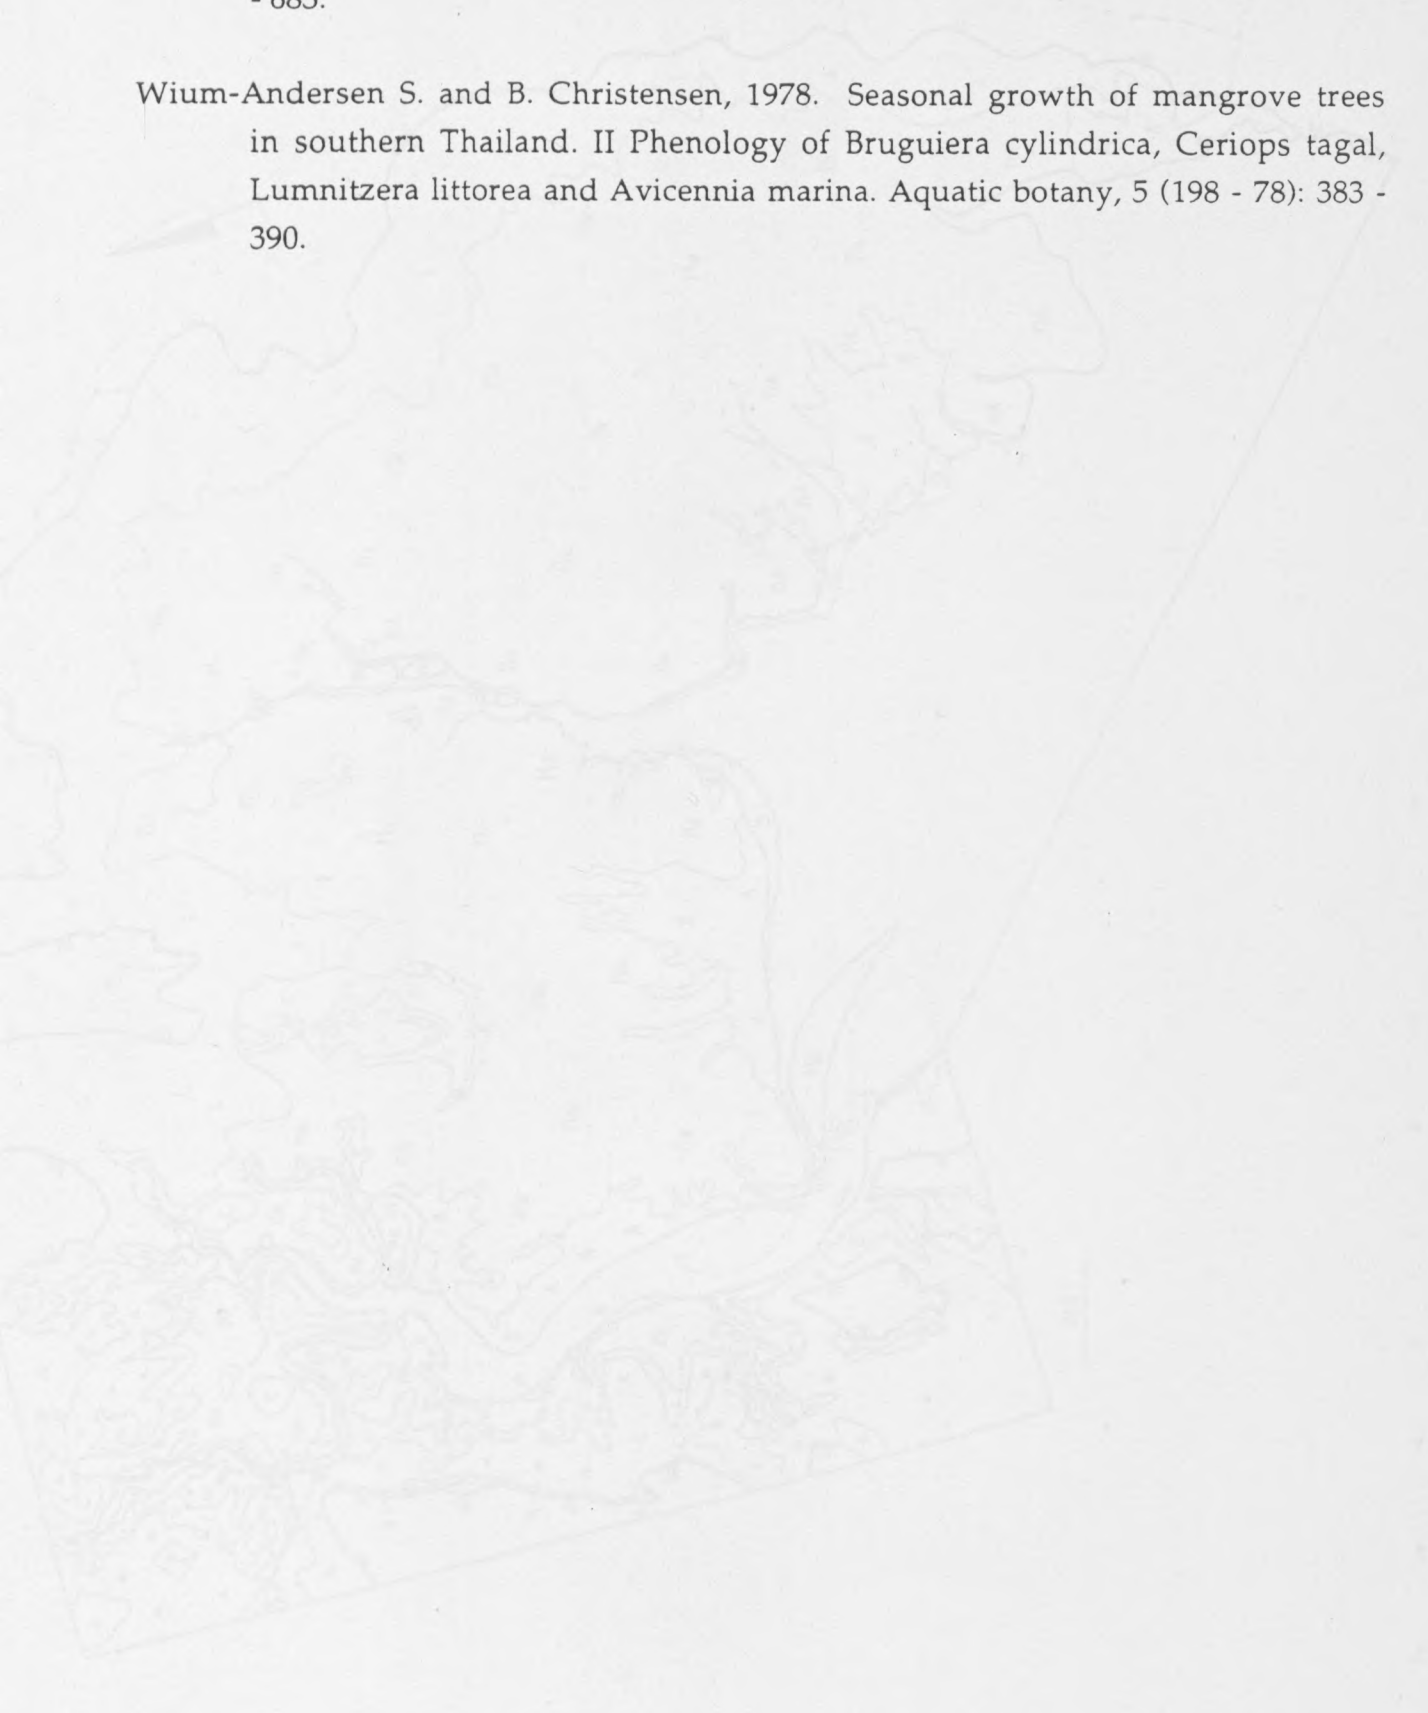 - 685.
Wium-Andersen S. and B. Christensen, 1978. Seasonal growth of mangrove trees
in southern Thailand. II Phenology of Bruguiera cylindrica, Ceriops tagal,
Lumnitzera littorea and Avicennia marina. Aquatic botany, 5 (198 - 78): 383 -
390.